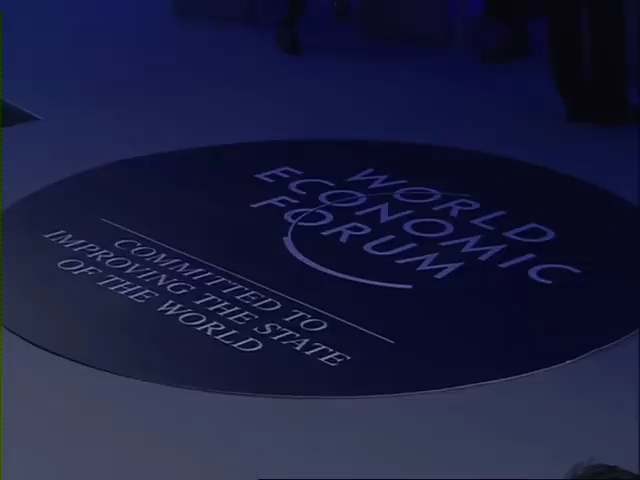 WORLD
ECONOMIC
FORUM
COMMITTED TO
IMPROVING THE STATE
OF THE WORLD